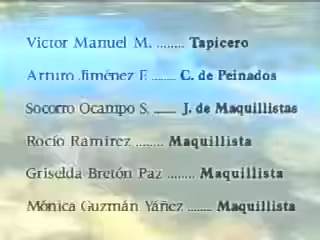 Victor Manuel M. ........ Tapicero
Arturo Jiménez F. ....... C. de Peinados
Socorro Ocampo S. ...... J. de Maquillistas
Rocío Ramírez ........ Maquillista
Griselda Bretón Paz ........ Maquillista
Mónica Guzmán Yáñez ....... Maquillista